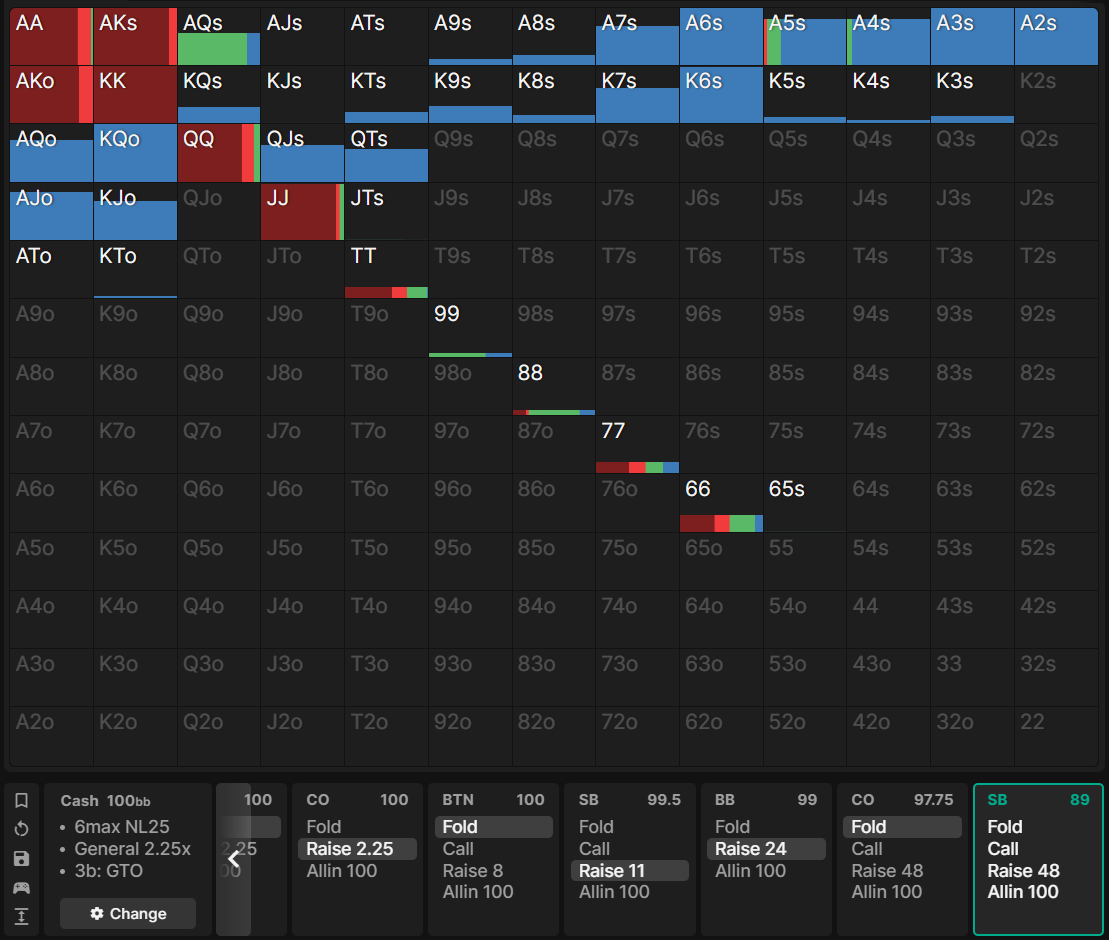 AA AKs AQs AJs ATs A9s A8s A7s A6s A5s A4s A3s A2s
AKo KK KQs KJs KTs K9s K8s K7s K6s K5s K4s K3s K2s
AQo KQo QQ QJs QTs Q9s Q8s Q7s Q6s Q5s Q4s Q3s Q2s
AJo KJo QJo JJ JTs J9s J8s J7s J6s J5s J4s J3s J2s
ATo KTo QTo JTo TT T9s T8s T7s T6s T5s T4s T3s T2s
A9o K9o Q9o J9o T9o 99 98s 97s 96s 95s 94s 93s 92s
A8o K8o Q8o J8o T8o 98o 88 87s 86s 85s 84s 83s 82s
A7o K7o Q7o J7o T7o 97o 87o 77 76s 75s 74s 73s 72s
A6o K6o Q6o J6o T6o 96o 86o 76o 66 65s 64s 63s 62s
A5o K5o Q5o J5o T5o 95o 85o 75o 65o 55 54s 53s 52s
A4o K4o Q4o J4o T4o 94o 84o 74o 64o 54o 44 43s 42s
A3o K3o Q3o J3o T3o 93o 83o 73o 63o 53o 43o 33 32s
A2o K2o Q2o J2o T2o 92o 82o 72o 62o 52o 42o 32o 22
Cash 100bb
• 6max NL25
• General 2.25x
• 3b: GTO
Change
100
2.25
00
CO 100
Fold
Raise 2.25
Allin 100
BTN 100
Fold
Call
Raise 8
Allin 100
SB 99.5
Fold
Call
Raise 11
Allin 100
BB 99
Fold
Raise 24
Allin 100
CO 97.75
Fold
Call
Raise 48
Allin 100
SB 89
Fold
Call
Raise 48
Allin 100